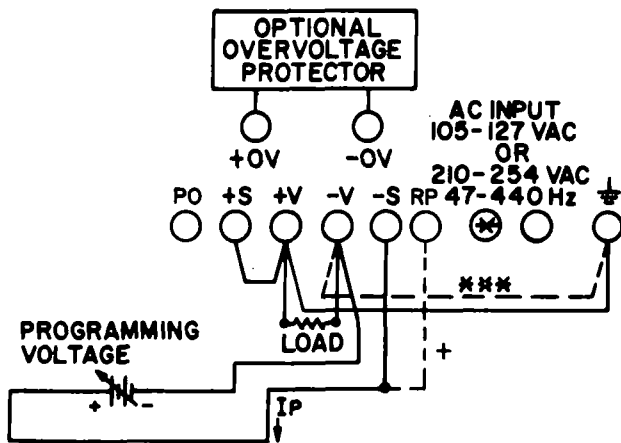 OPTIONAL
OVERVOLTAGE
PROTECTOR
+OV
-OV
AC INPUT
105-127 VAC
OR
210-254 VAC
47-440 Hz
PO +S +V -V -S RP
*
***
LOAD
PROGRAMMING
VOLTAGE
+ -
+
IP